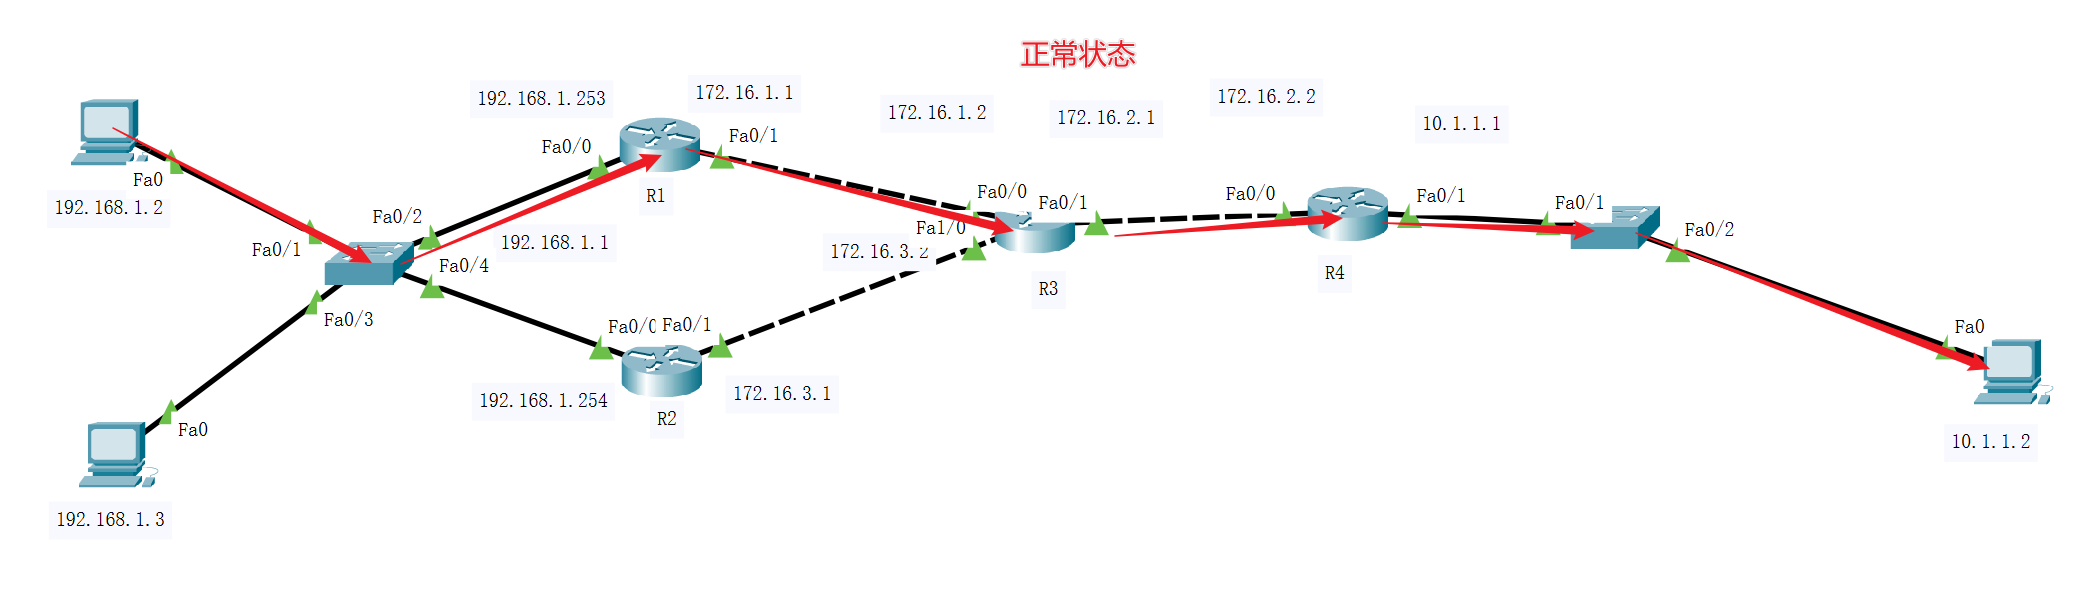 正常状态
192.168.1.253
172.16.1.1
172.16.1.2
172.16.2.1
172.16.2.2
10.1.1.1
Fa0/0
Fa0/1
Fa0
192.168.1.2
R1
Fa0/0
Fa0/1
Fa0/0
Fa0/1
Fa0/1
Fa0/2
Fa0/1
192.168.1.1
Fa1/0
172.16.3.2
Fa0/2
Fa0/4
R3
R4
Fa0/3
Fa0/0
Fa0/1
Fa0
192.168.1.254
172.16.3.1
R2
Fa0
10.1.1.2
192.168.1.3